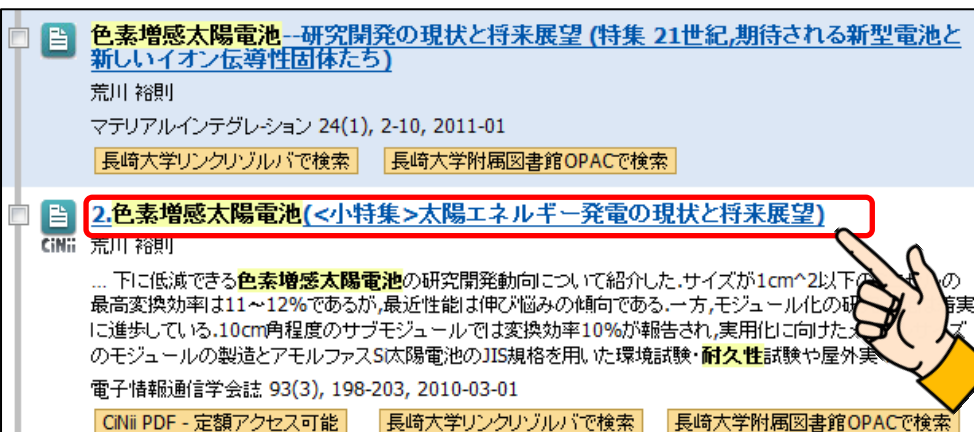 色素増感太陽電池--研究開発の現状と将来展望 (特集 21世紀,期待される新型電池と
新しいイオン伝導性固体たち)
荒川 裕則
マテリアルインテグレーション 24(1), 2-10, 2011-01
長崎大学リンクリゾルバで検索 長崎大学附属図書館OPACで検索
2.色素増感太陽電池(<小特集>太陽エネルギー発電の現状と将来展望)
CiNii 荒川 裕則
... 下に低減できる色素増感太陽電池の研究開発動向について紹介した.サイズが1cm^2以下の
最高変換効率は11～12%であるが,最近性能は伸び悩みの傾向である.一方,モジュール化の研
に進歩している.10cm角程度のサブモジュールでは変換効率10%が報告され,実用化に向けた
のモジュールの製造とアモルファスSi太陽電池のJIS規格を用いた環境試験・耐久性試験や屋外実
電子情報通信学会誌 93(3), 198-203, 2010-03-01
CiNii PDF - 定額アクセス可能 長崎大学リンクリゾルバで検索 長崎大学附属図書館OPACで検索